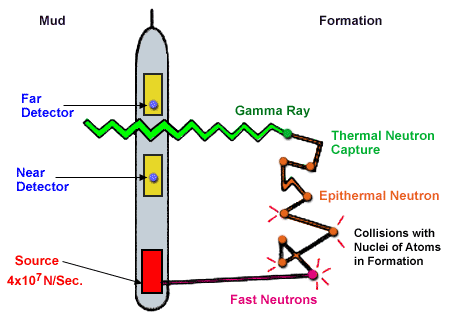 Mud
Formation
Far
Detector
Gamma Ray
Thermal Neutron
Capture
Near
Detector
Epithermal Neutron
Collisions with
Nuclei of Atoms
in Formation
Source
4x10⁷N/Sec.
Fast Neutrons